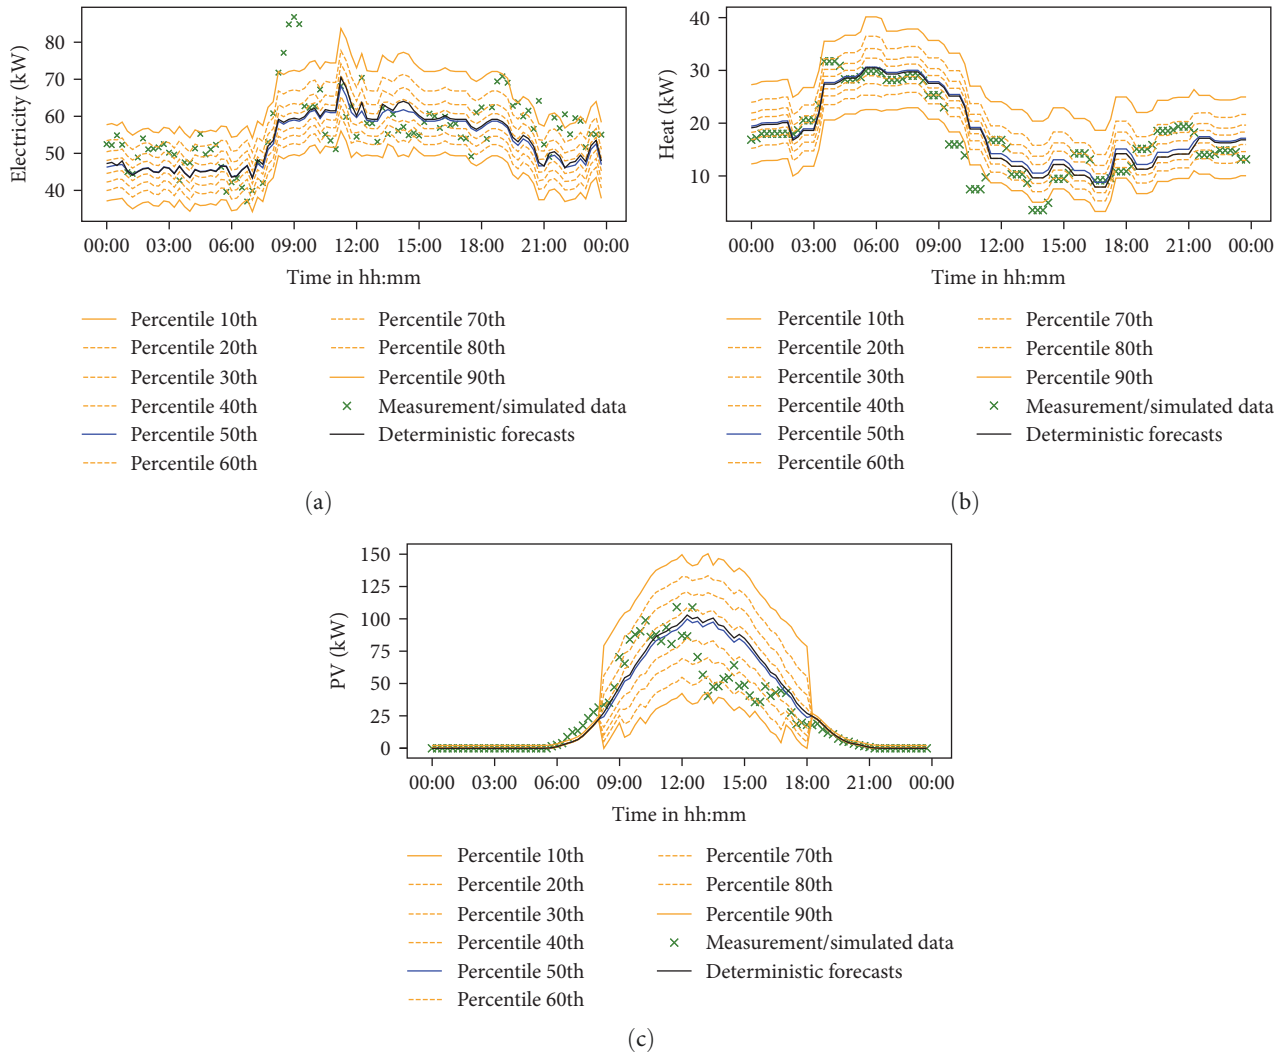 Electricity (kW)
80
70
60
50
40
00:00 03:00 06:00 09:00 12:00 15:00 18:00 21:00 00:00
Time in hh:mm
Percentile 10th
Percentile 20th
Percentile 30th
Percentile 40th
Percentile 50th
Percentile 60th
Percentile 70th
Percentile 80th
Percentile 90th
Measurement/simulated data
Deterministic forecasts
(a)
Heat (kW)
40
30
20
10
00:00 03:00 06:00 09:00 12:00 15:00 18:00 21:00 00:00
Time in hh:mm
Percentile 10th
Percentile 20th
Percentile 30th
Percentile 40th
Percentile 50th
Percentile 60th
Percentile 70th
Percentile 80th
Percentile 90th
Measurement/simulated data
Deterministic forecasts
(b)
PV (kW)
150
125
100
75
50
25
0
00:00 03:00 06:00 09:00 12:00 15:00 18:00 21:00 00:00
Time in hh:mm
Percentile 10th
Percentile 20th
Percentile 30th
Percentile 40th
Percentile 50th
Percentile 60th
Percentile 70th
Percentile 80th
Percentile 90th
Measurement/simulated data
Deterministic forecasts
(c)